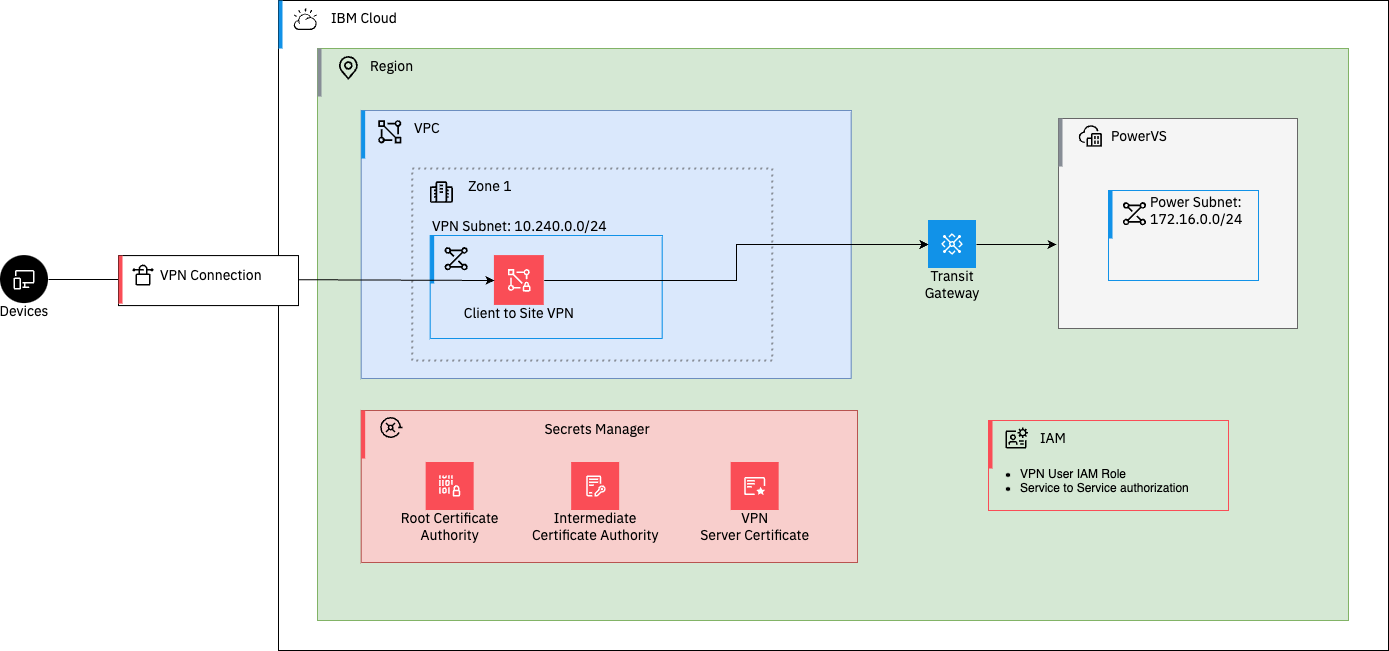 IBM Cloud
Region
VPC
PowerVS
Zone 1
Power Subnet:
172.16.0.0/24
VPN Subnet: 10.240.0.0/24
VPN Connection
Devices
Client to Site VPN
Transit
Gateway
Secrets Manager
Root Certificate
Authority
Intermediate
Certificate Authority
VPN
Server Certificate
IAM
• VPN User IAM Role
• Service to Service authorization